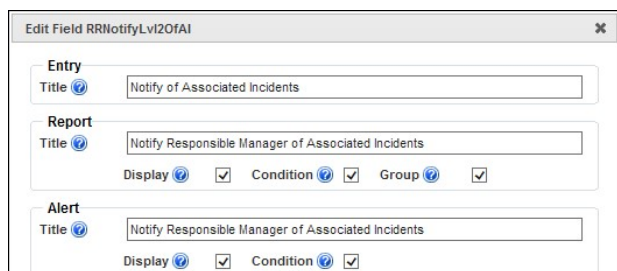 Edit Field RRNotifyLvl2OfAI
Entry
Title Notify of Associated Incidents
Report
Title Notify Responsible Manager of Associated Incidents
Display Condition Group
Alert
Title Notify Responsible Manager of Associated Incidents
Display Condition